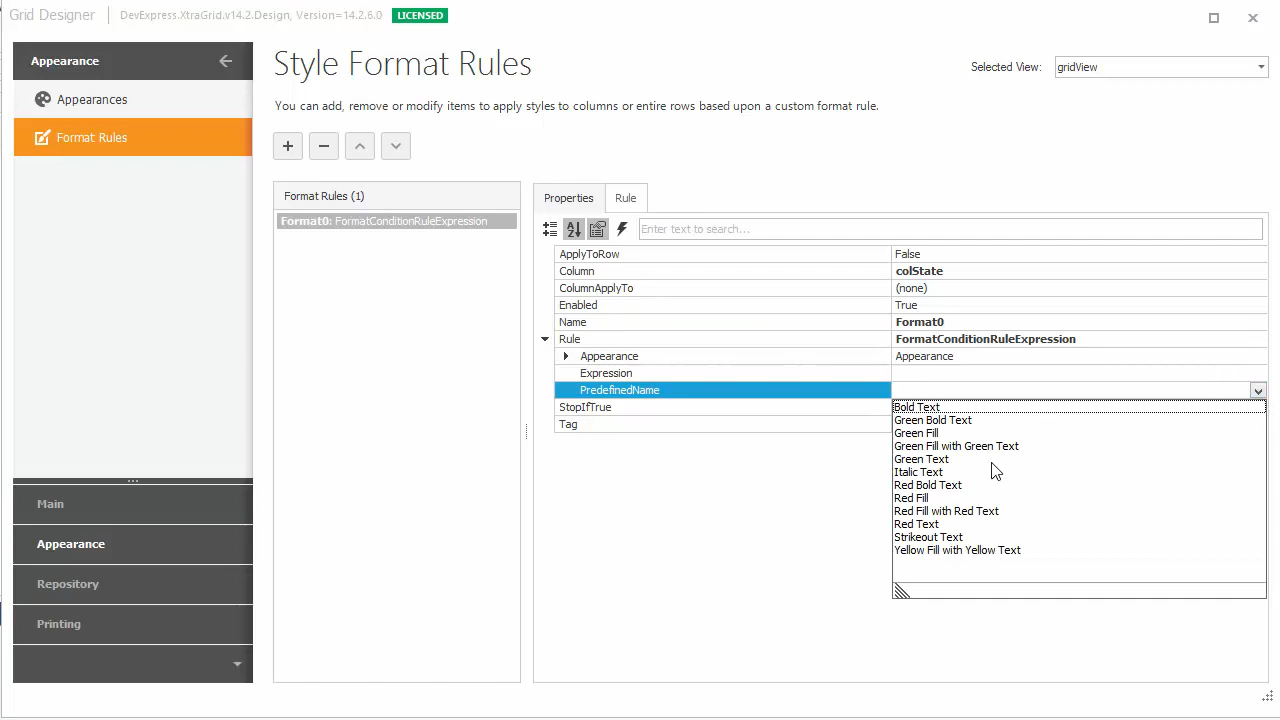 Grid Designer
DevExpress.XtraGrid.v14.2.Design, Version=14.2.6.0
LICENSED
Appearance
Appearances
Format Rules
Main
Appearance
Repository
Printing
Style Format Rules
Selected View:
gridView
You can add, remove or modify items to apply styles to columns or entire rows based upon a custom format rule.
Format Rules (1)
Format0: FormatConditionRuleExpression
Properties
Rule
Enter text to search...
ApplyToRow False
Column colState
ColumnApplyTo (none)
Enabled True
Name Format0
Rule FormatConditionRuleExpression
Appearance Appearance
Expression
PredefinedName
StopIfTrue
Tag
Bold Text
Green Bold Text
Green Fill
Green Fill with Green Text
Green Text
Italic Text
Red Bold Text
Red Fill
Red Fill with Red Text
Red Text
Strikeout Text
Yellow Fill with Yellow Text